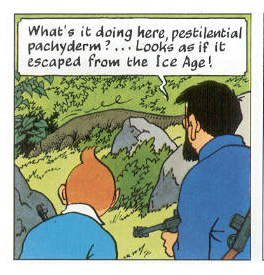 What's it doing here, pestilential
pachyderm?... Looks as if it
escaped from the Ice Age!